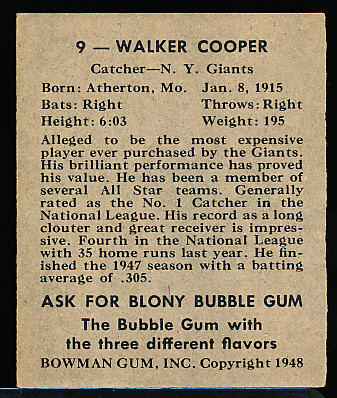 9 — WALKER COOPER
Catcher—N. Y. Giants
Born: Atherton, Mo. Jan. 8, 1915
Bats: Right Throws: Right
Height: 6:03 Weight: 195
Alleged to be the most expensive
player ever purchased by the Giants.
His brilliant performance has proved
his value. He has been a member of
several All Star teams. Generally
rated as the No. 1 Catcher in the
National League. His record as a long
clouter and great receiver is impres-
sive. Fourth in the National League
with 35 home runs last year. He fin-
ished the 1947 season with a batting
average of .305.
ASK FOR BLONY BUBBLE GUM
The Bubble Gum with
the three different flavors
BOWMAN GUM, INC. Copyright 1948